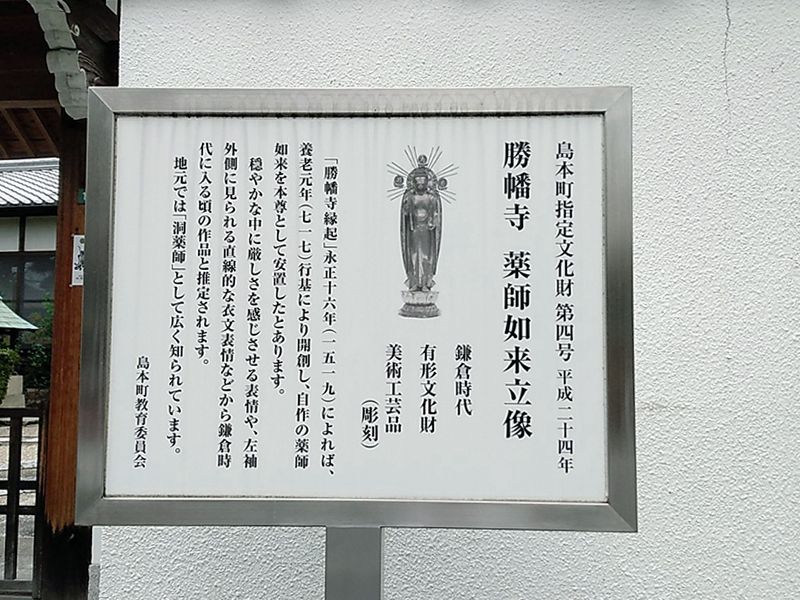 島本町指定文化財 第四号 平成二十四年
勝幡寺 薬師如来立像
鎌倉時代
有形文化財
美術工芸品
（彫刻）
「勝幡寺縁起」永正十六年（一五一九）によれば、
養老元年（七一七）行基により開創し、自作の薬師
如来を本尊として安置したとあります。
穏やかな中に厳しさを感じさせる表情や、左袖
外側に見られる直線的な衣文表情などから鎌倉時
代に入る頃の作品と推定されます。
地元では「洞薬師」として広く知られています。
島本町教育委員会